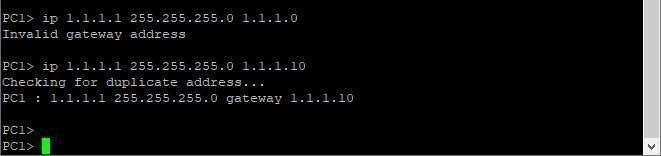 PC1> ip 1.1.1.1 255.255.255.0 1.1.1.0
Invalid gateway address
PC1> ip 1.1.1.1 255.255.255.0 1.1.1.10
Checking for duplicate address...
PC1 : 1.1.1.1 255.255.255.0 gateway 1.1.1.10
PC1>
PC1>